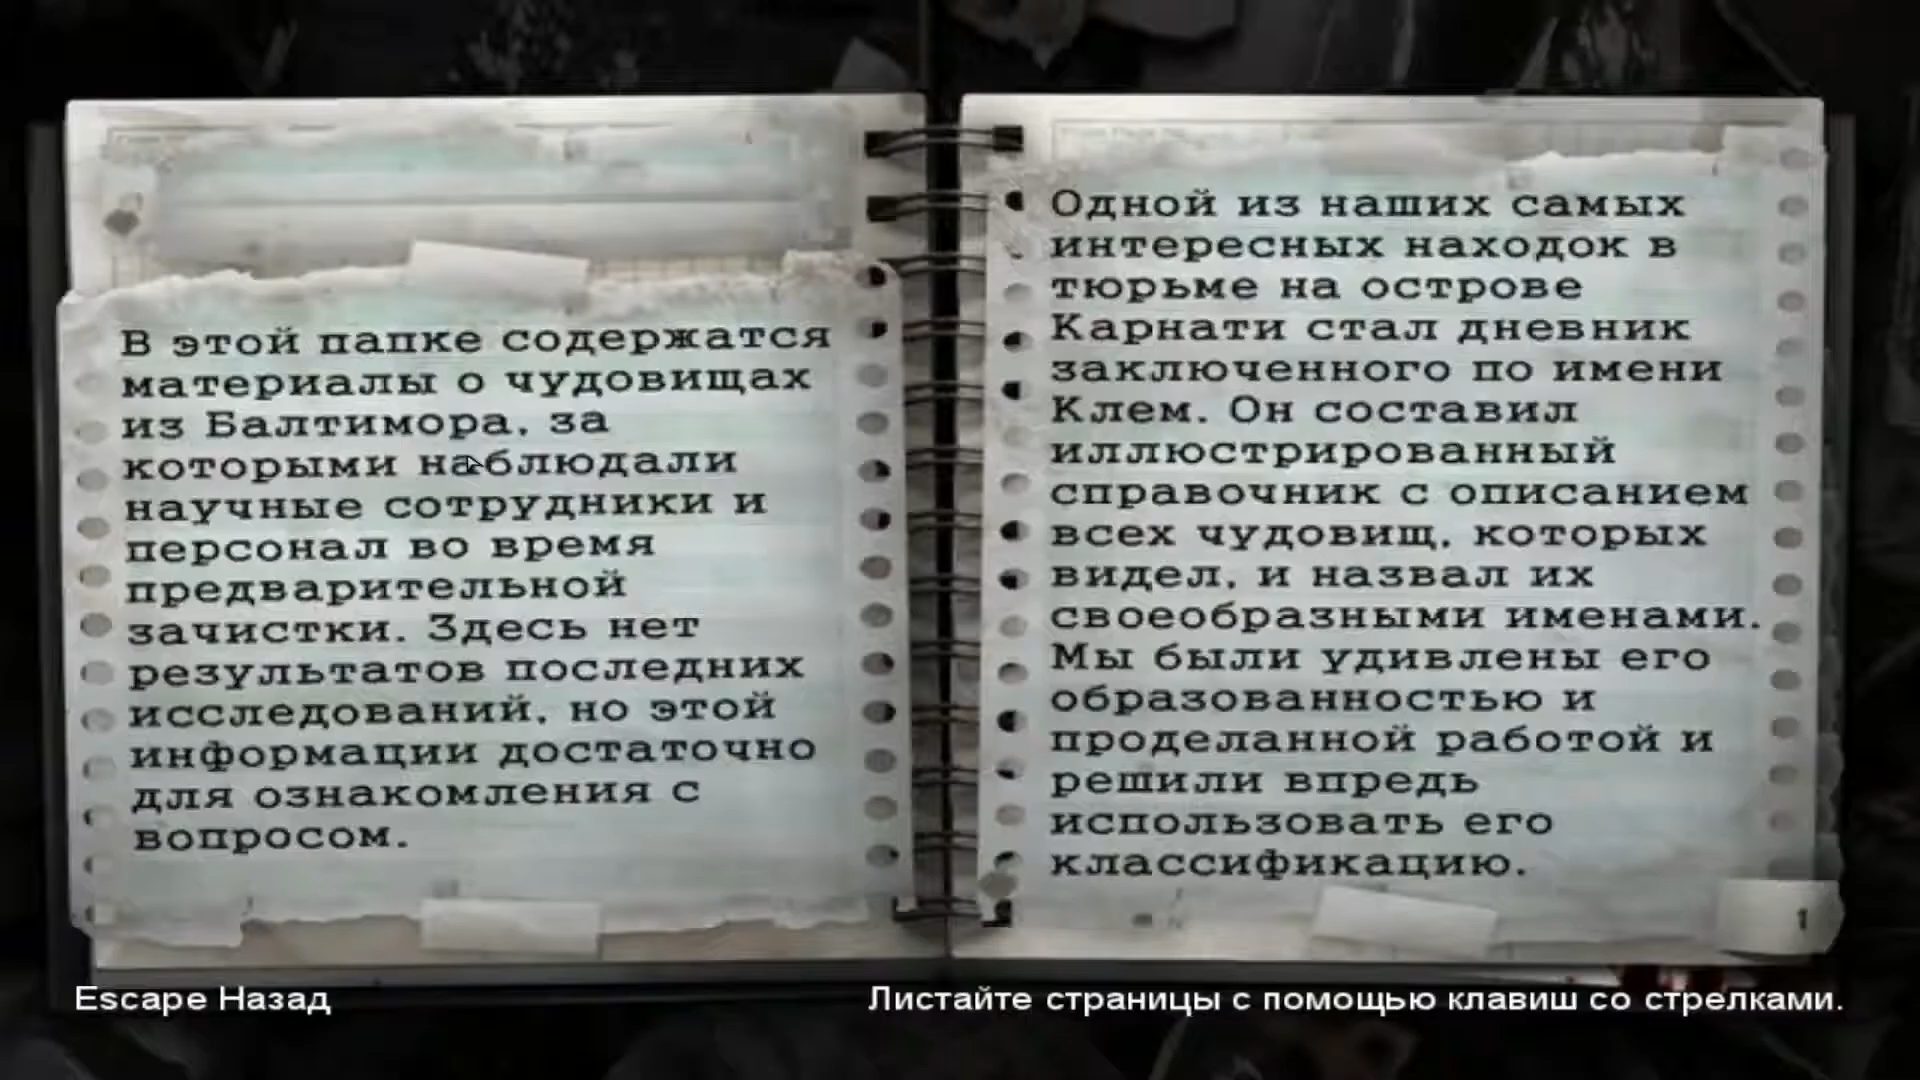 В этой папке содержатся
материалы о чудовищах
из Балтимора, за
которыми наблюдали
научные сотрудники и
персонал во время
предварительной
зачистки. Здесь нет
результатов последних
исследований, но этой
информации достаточно
для ознакомления с
вопросом.
Одной из наших самых
интересных находок в
тюрьме на острове
Карнати стал дневник
заключенного по имени
Клем. Он составил
иллюстрированный
справочник с описанием
всех чудовищ, которых
видел, и назвал их
своеобразными именами.
Мы были удивлены его
образованностью и
проделанной работой и
решили впредь
использовать его
классификацию.
1
Escape Назад
Листайте страницы с помощью клавиш со стрелками.